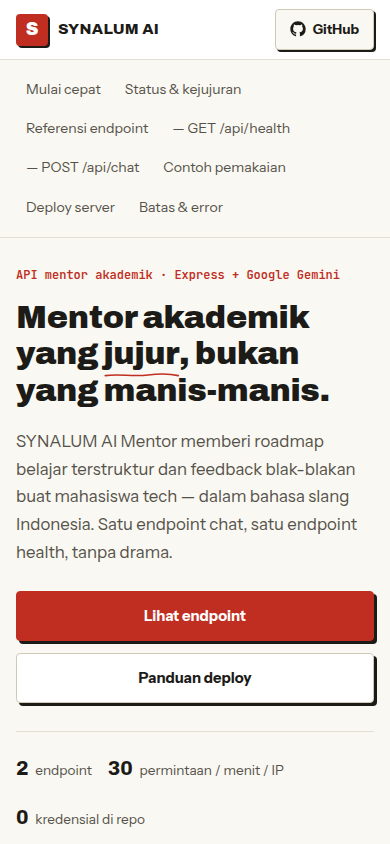 S SYNALUM AI GitHub
Mulai cepat Status & kejujuran
Referensi endpoint — GET /api/health
— POST /api/chat Contoh pemakaian
Deploy server Batas & error
API mentor akademik · Express + Google Gemini
Mentor akademik
yang jujur, bukan
yang manis-manis.
SYNALUM AI Mentor memberi roadmap
belajar terstruktur dan feedback blak-blakan
buat mahasiswa tech — dalam bahasa slang
Indonesia. Satu endpoint chat, satu endpoint
health, tanpa drama.
Lihat endpoint
Panduan deploy
2 endpoint 30 permintaan / menit / IP
0 kredensial di repo